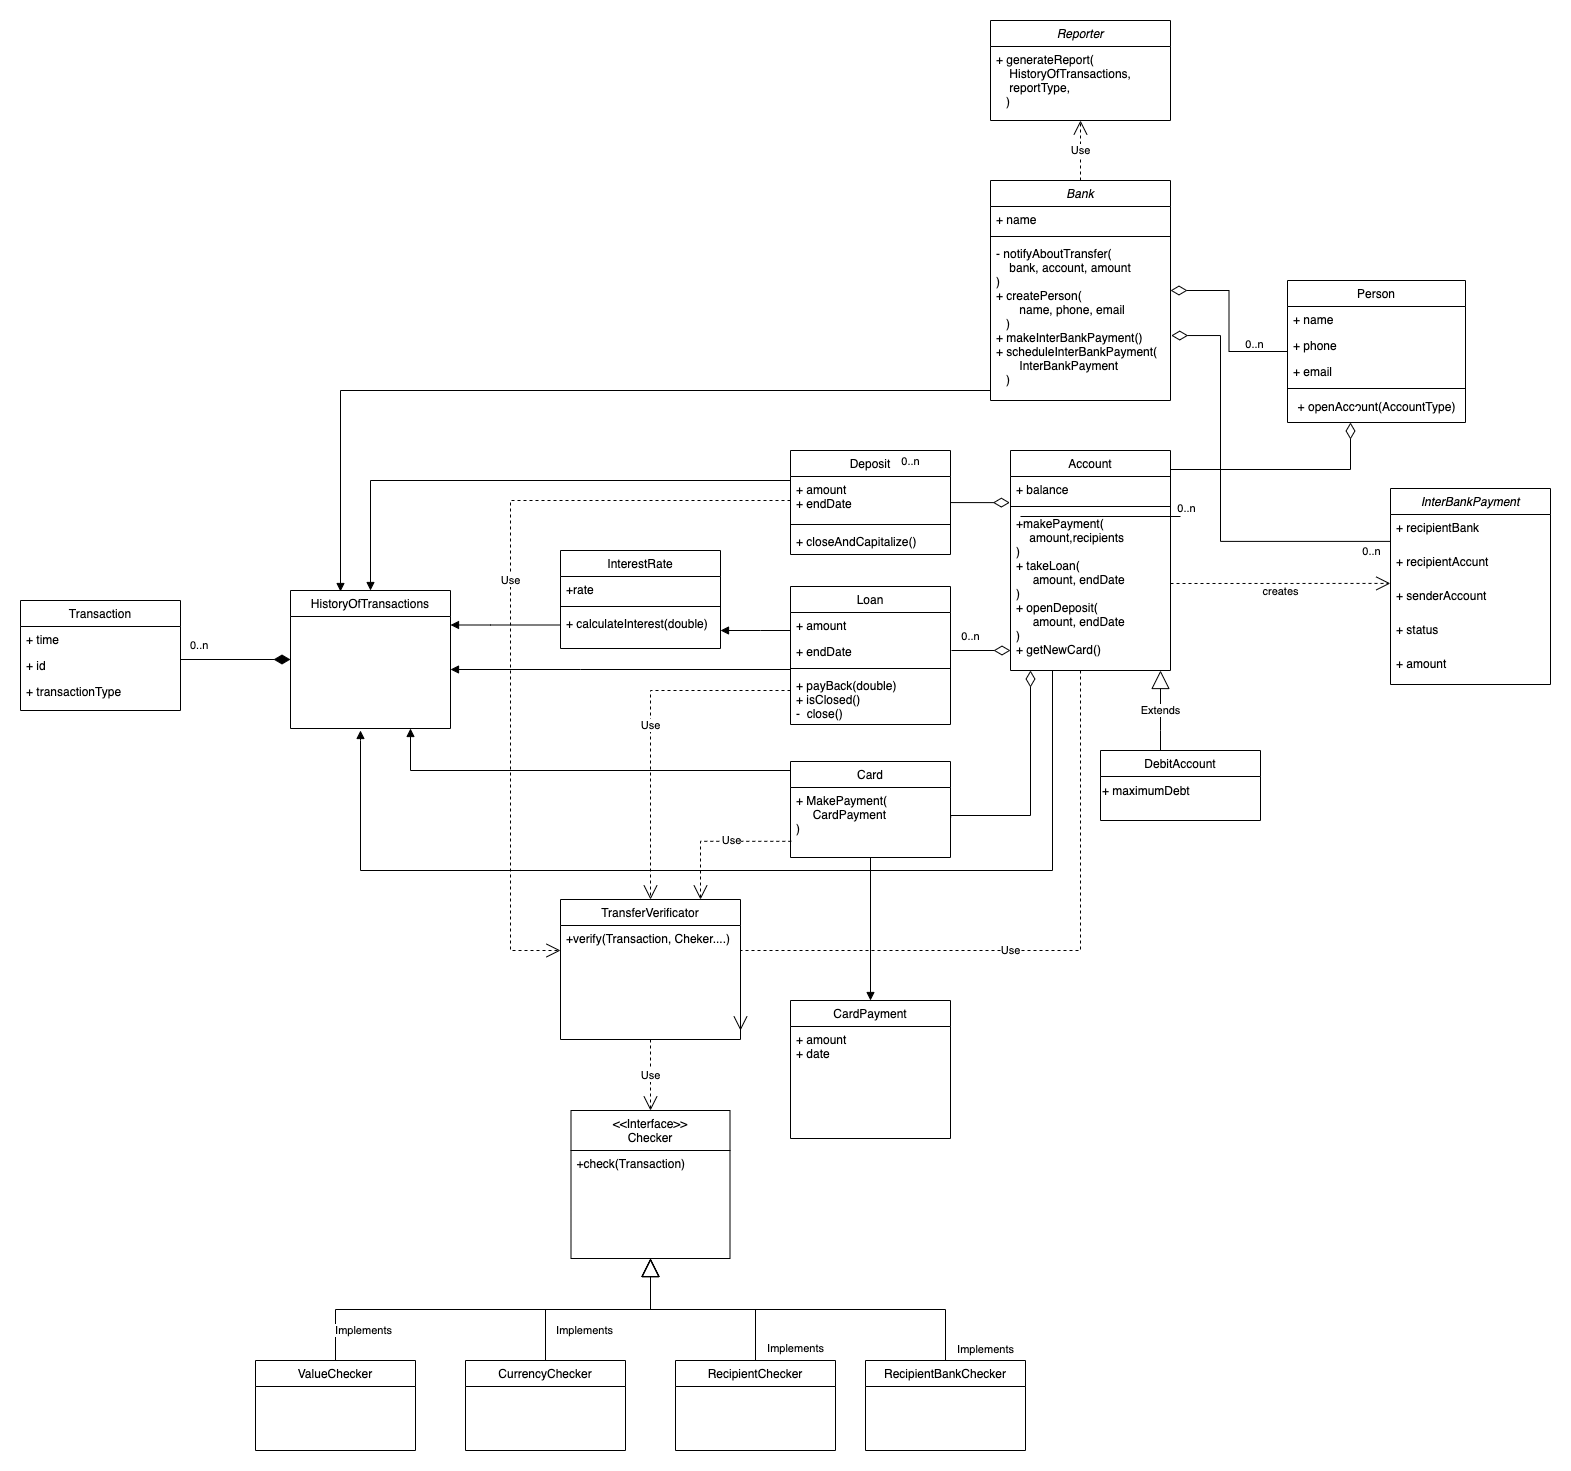 Reporter
+ generateReport(
HistoryOfTransactions,
reportType,
)
Use
Bank
+ name
- notifyAboutTransfer(
bank, account, amount
)
+ createPerson(
name, phone, email
)
+ makeInterBankPayment()
+ scheduleInterBankPayment(
InterBankPayment
)
Person
+ name
+ phone
+ email
+ openAccount(AccountType)
0..n
Deposit
0..n
+ amount
+ endDate
+ closeAndCapitalize()
Account
+ balance
0..n
+makePayment(
amount,recipients
)
+ takeLoan(
amount, endDate
)
+ openDeposit(
amount, endDate
)
+ getNewCard()
InterBankPayment
+ recipientBank
+ recipientAccunt
+ senderAccount
+ status
+ amount
0..n
creates
Use
InterestRate
+rate
+ calculateInterest(double)
HistoryOfTransactions
Transaction
+ time
+ id
+ transactionType
0..n
Loan
+ amount
+ endDate
+ payBack(double)
+ isClosed()
- close()
0..n
Use
Extends
DebitAccount
+ maximumDebt
Card
+ MakePayment(
CardPayment
)
Use
TransferVerificator
+verify(Transaction, Cheker....)
Use
CardPayment
+ amount
+ date
Use
<<Interface>>
Checker
+check(Transaction)
Implements
Implements
Implements
Implements
ValueChecker
CurrencyChecker
RecipientChecker
RecipientBankChecker